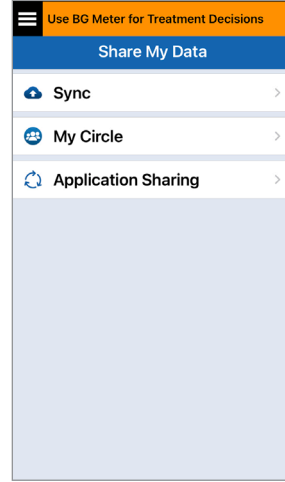 Use BG Meter for Treatment Decisions
Share My Data
Sync
My Circle
Application Sharing